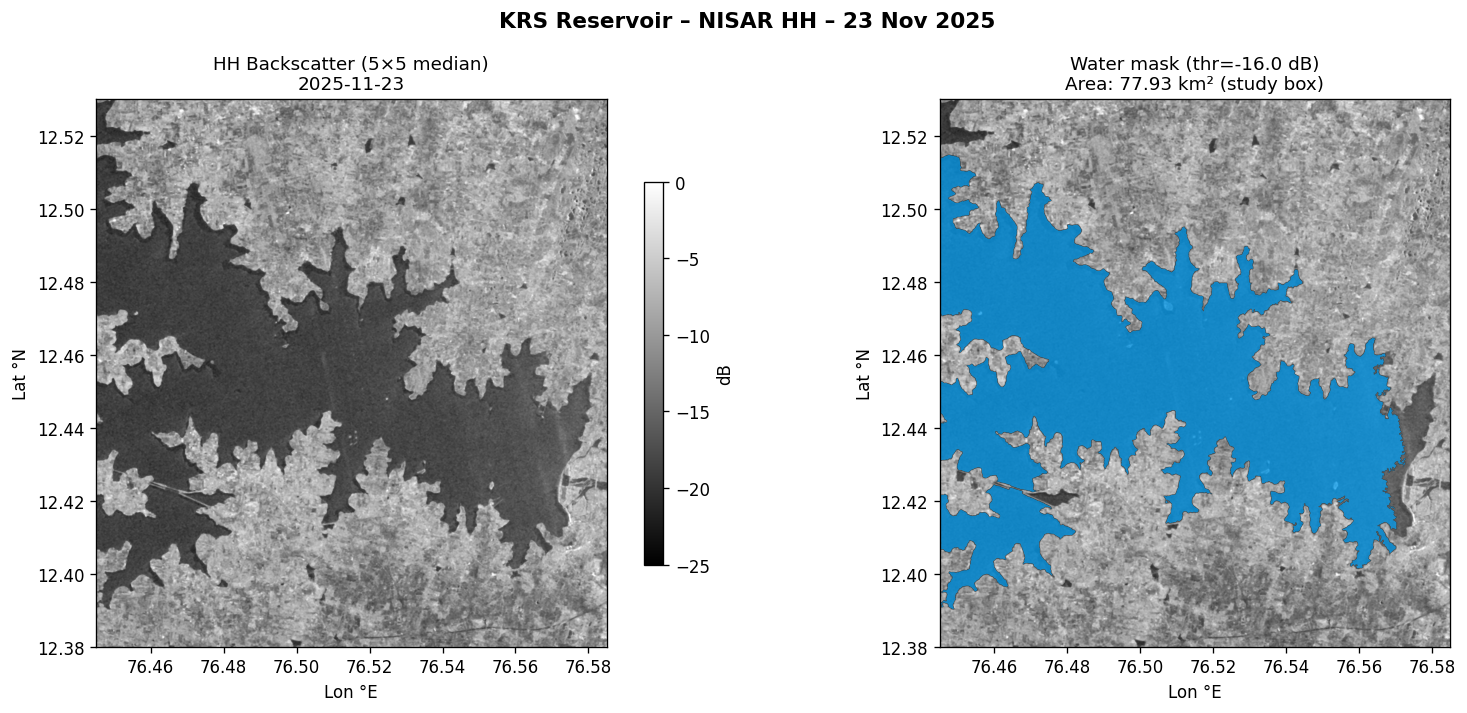 KRS Reservoir – NISAR HH – 23 Nov 2025
HH Backscatter (5×5 median)
2025-11-23
12.52
12.50
12.48
12.46
12.44
12.42
12.40
12.38
Lat °N
76.46 76.48 76.50 76.52 76.54 76.56 76.58
Lon °E
0
−5
−10
−15
−20
−25
dB
Water mask (thr=-16.0 dB)
Area: 77.93 km² (study box)
12.52
12.50
12.48
12.46
12.44
12.42
12.40
12.38
Lat °N
76.46 76.48 76.50 76.52 76.54 76.56 76.58
Lon °E